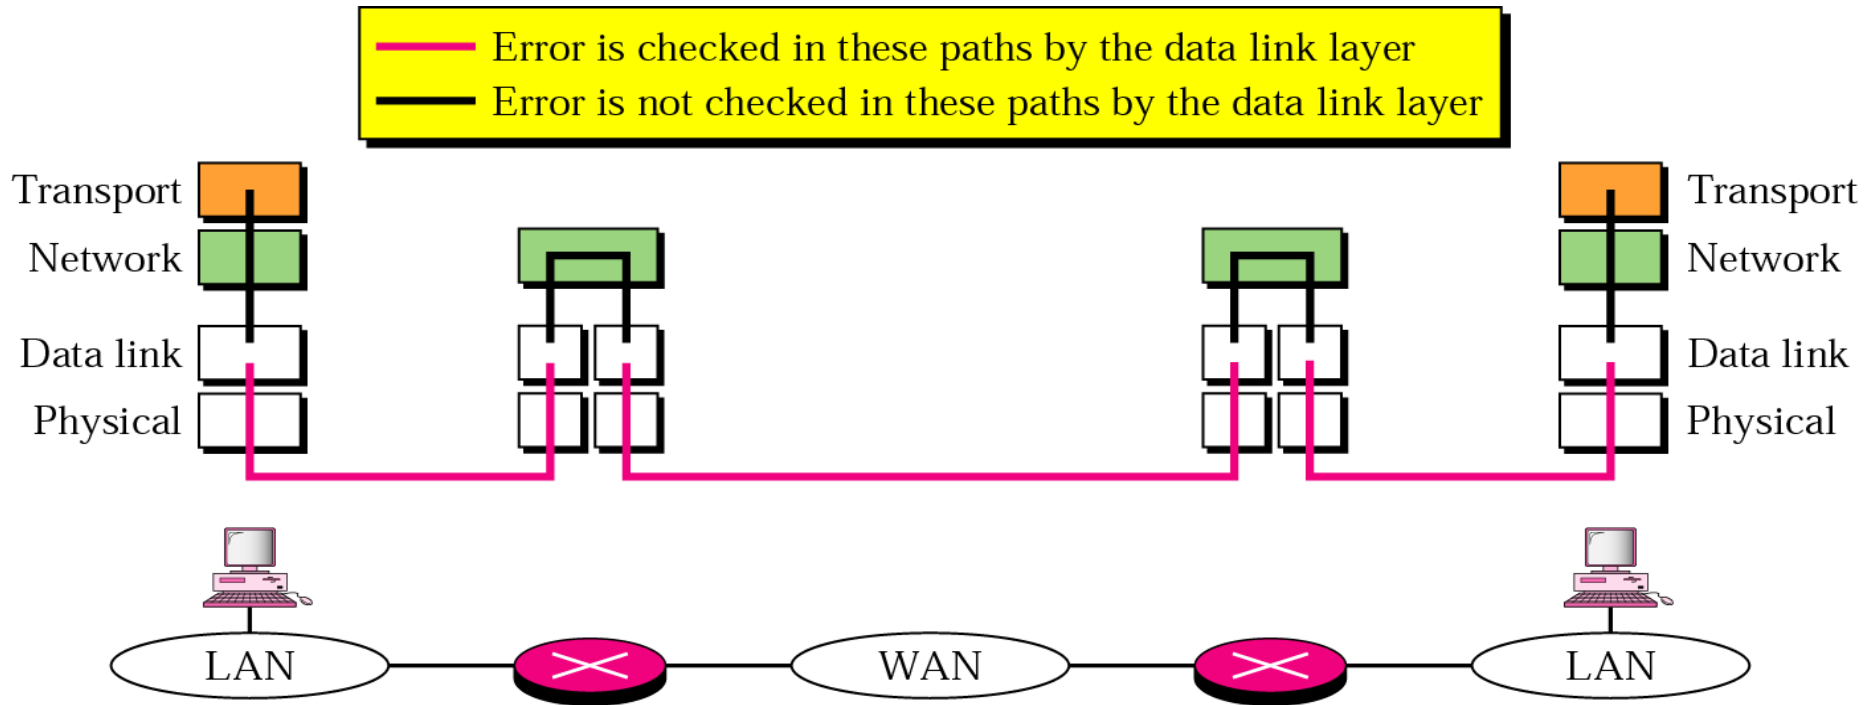 Error is checked in these paths by the data link layer
Error is not checked in these paths by the data link layer
Transport
Transport
Network
Network
Data link
Data link
Physical
Physical
LAN
WAN
LAN